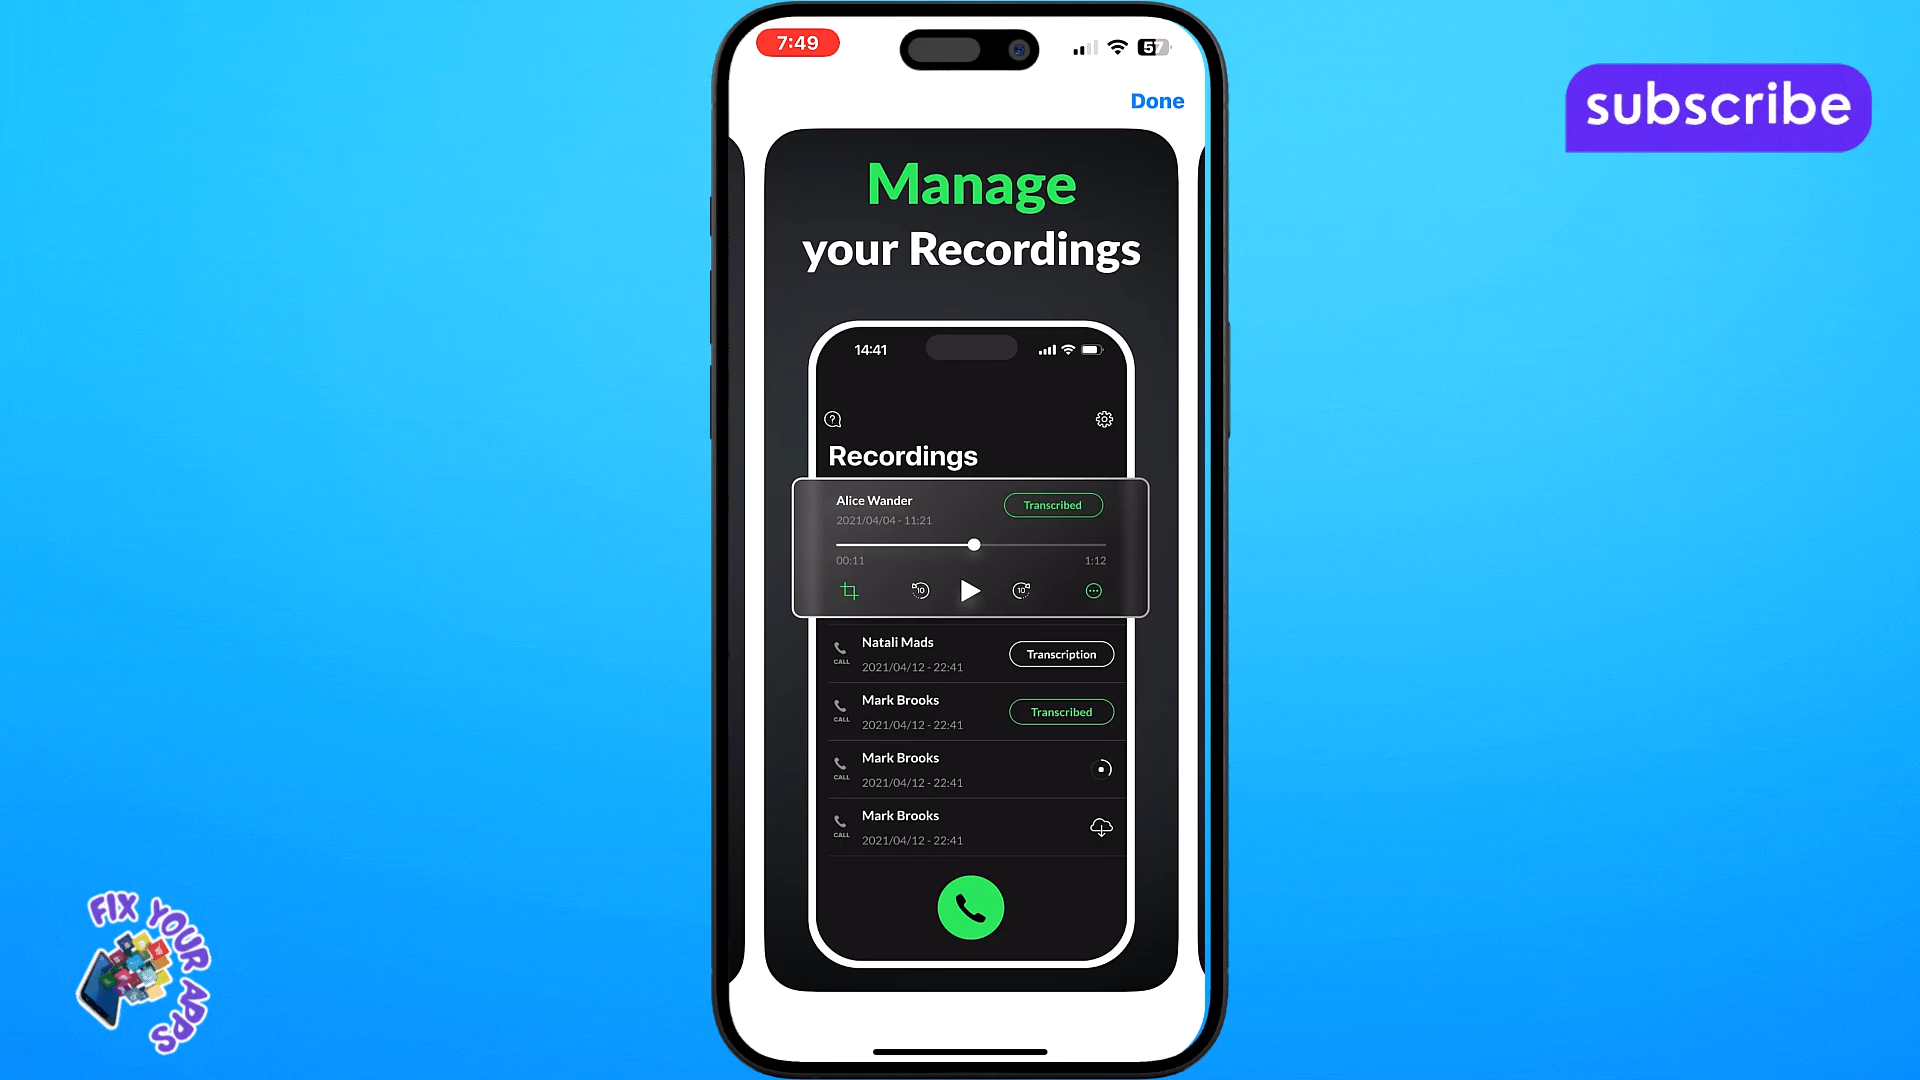 7:49
57
Done
subscribe
Manage
your Recordings
14:41
Recordings
Alice Wander
Transcribed
2021/04/04 - 11:21
00:11
1:12
10
10
Natali Mads
Transcription
CALL
2021/04/12 - 22:41
Mark Brooks
Transcribed
CALL
2021/04/12 - 22:41
Mark Brooks
CALL
2021/04/12 - 22:41
Mark Brooks
CALL
2021/04/12 - 22:41
FIX YOUR APPS